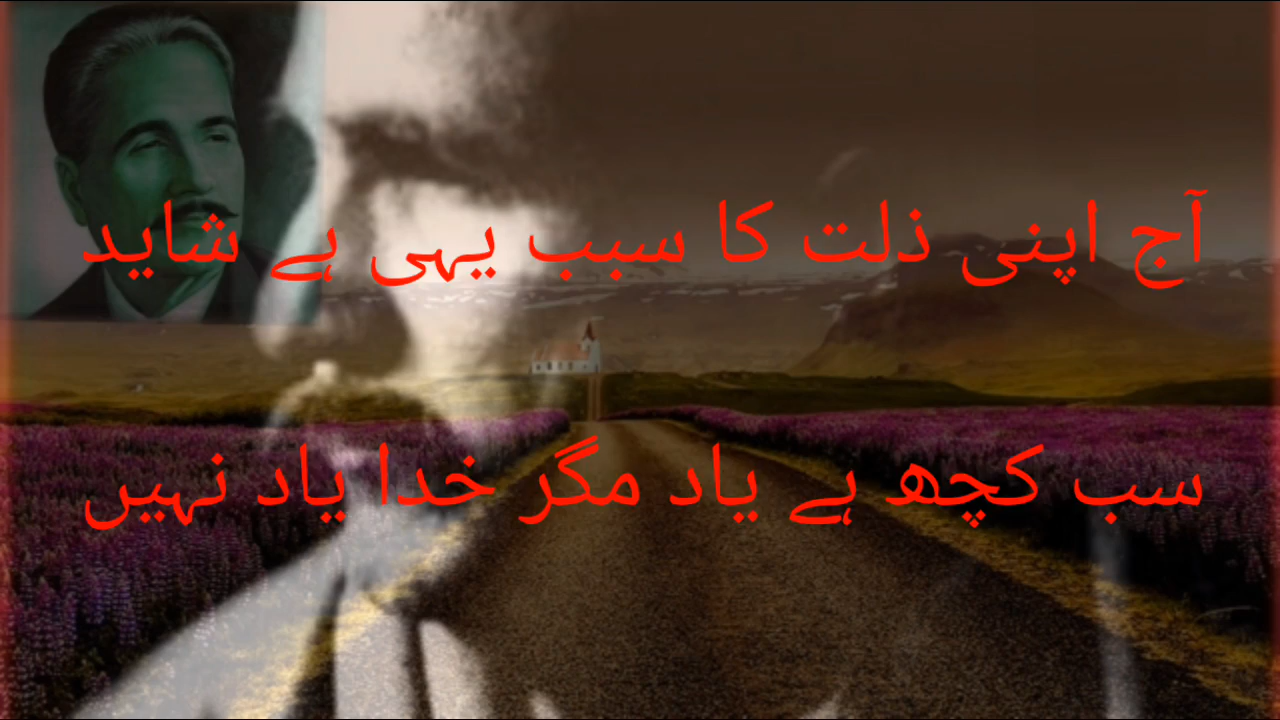 آج اپنی ذلت کا سبب یہی ہے شاید
سب کچھ ہے یاد مگر خدا یاد نہیں